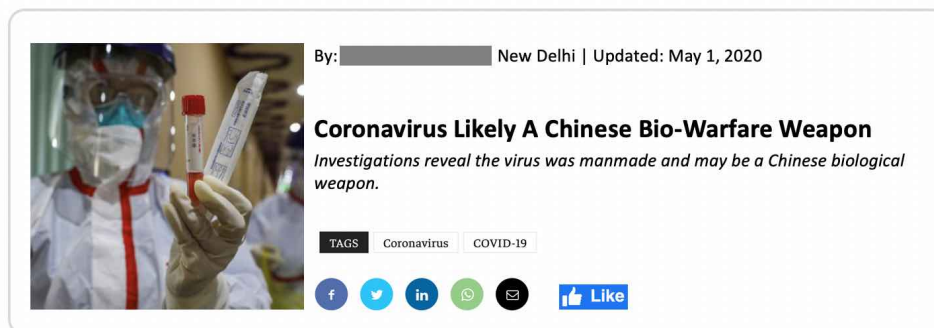 By: New Delhi | Updated: May 1, 2020
Coronavirus Likely A Chinese Bio-Warfare Weapon
Investigations reveal the virus was manmade and may be a Chinese biological
weapon.
TAGS Coronavirus COVID-19
f in Like